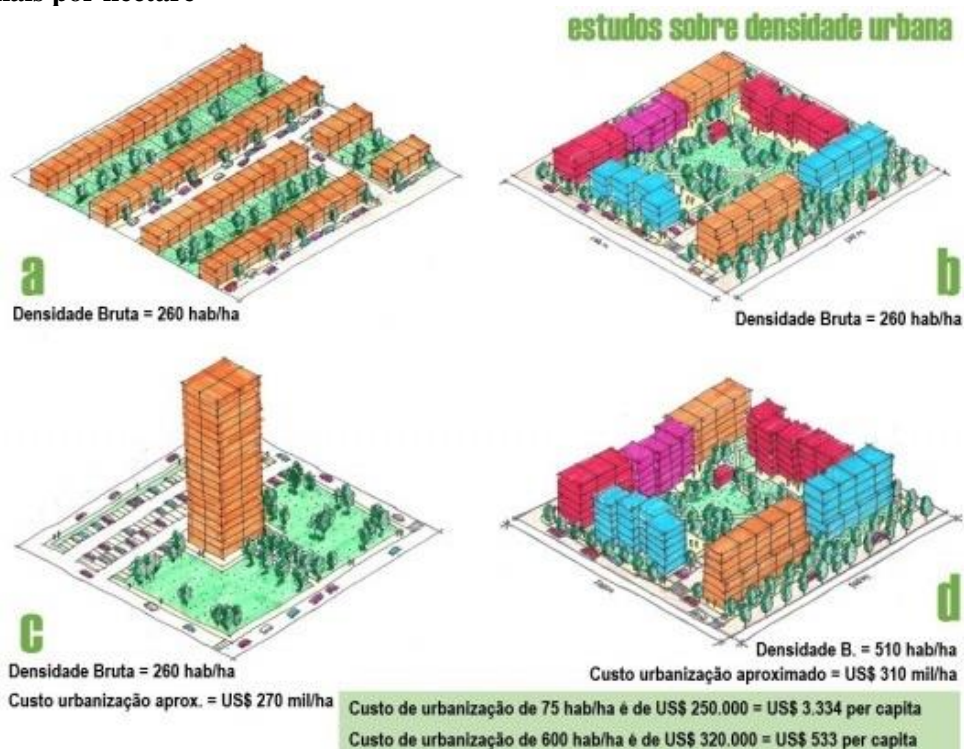 mais por hectare
estudos sobre densidade urbana
a
Densidade Bruta = 260 hab/ha
b
Densidade Bruta = 260 hab/ha
c
Densidade Bruta = 260 hab/ha
Custo urbanização aprox. = US$ 270 mil/ha
d
Densidade B. = 510 hab/ha
Custo urbanização aproximado = US$ 310 mil/ha
Custo de urbanização de 75 hab/ha é de US$ 250.000 = US$ 3.334 per capita
Custo de urbanização de 600 hab/ha é de US$ 320.000 = US$ 533 per capita